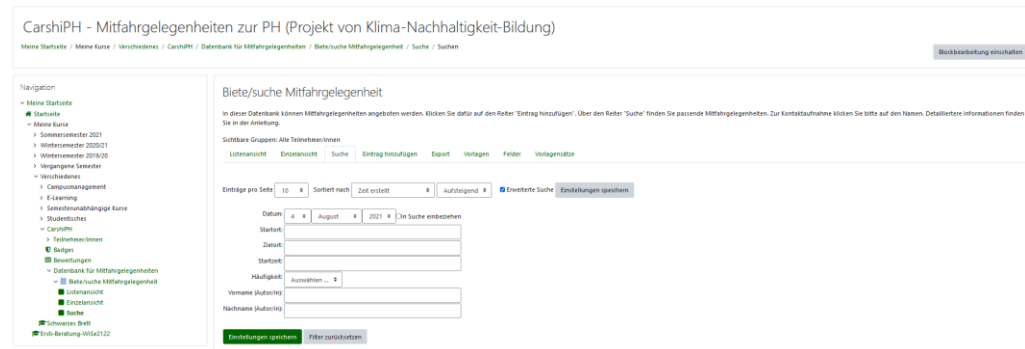 CarshiPH - Mitfahrgelegenheiten zur PH (Projekt von Klima-Nachhaltigkeit-Bildung)
Meine Startseite / Meine Kurse / Verschiedenes / CarshiPH / Datenbank für Mitfahrgelegenheiten / Biete/suche Mitfahrgelegenheit / Suche / Suchen
Blockbearbeitung einschalten
Navigation
Meine Startseite
Startseite
Meine Kurse
Sommersemester 2021
Wintersemester 2020/21
Wintersemester 2019/20
Vergangene Semester
Verschiedenes
Campusmanagement
E-Learning
Semesterunabhängige Kurse
Studentisches
CarshiPH
Teilnehmer/innen
Badges
Bewertungen
Datenbank für Mitfahrgelegenheiten
Biete/suche Mitfahrgelegenheit
Listenansicht
Einzelansicht
Suche
Schwarzes Brett
Ersti-Beratung-WiSe2122
Biete/suche Mitfahrgelegenheit
In dieser Datenbank können Mitfahrgelegenheiten angeboten werden. Klicken Sie dafür auf den Reiter "Eintrag hinzufügen". Über den Reiter "Suche" finden Sie passende Mitfahrgelegenheiten. Zur Kontaktaufnahme klicken Sie bitte auf den Namen. Detailliertere Informationen finden
Sie in der Anleitung.
Sichtbare Gruppen: Alle Teilnehmer/innen
Listenansicht Einzelansicht Suche Eintrag hinzufügen Export Vorlagen Felder Vorlagensätze
Einträge pro Seite 10 Sortiert nach Zeit erstellt Aufsteigend Erweiterte Suche Einstellungen speichern
Datum: 4 August 2021 In Suche einbeziehen
Startort:
Zielort:
Startzeit:
Häufigkeit: Auswählen ...
Vorname (Autor/in):
Nachname (Autor/in):
Einstellungen speichern Filter zurücksetzen